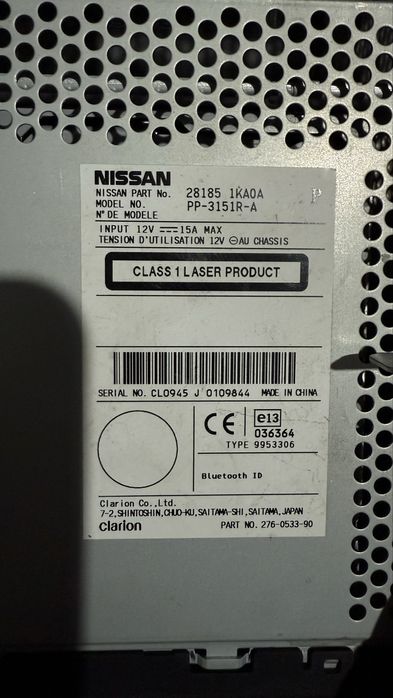 NISSAN
NISSAN PART No. 28185 1KA0A P
MODEL NO. PP-3151R-A
N° DE MODELE
INPUT 12V ⎓ 15A MAX
TENSION D'UTILISATION 12V ⊖AU CHASSIS
CLASS 1 LASER PRODUCT
SERIAL NO. CL0945 J 0109844 MADE IN CHINA
CE e13
036364
TYPE 9953306
Bluetooth ID
Clarion Co.,Ltd.
7-2,SHINTOSHIN,CHUO-KU,SAITAMA-SHI,SAITAMA,JAPAN
clarion PART NO. 276-0533-90